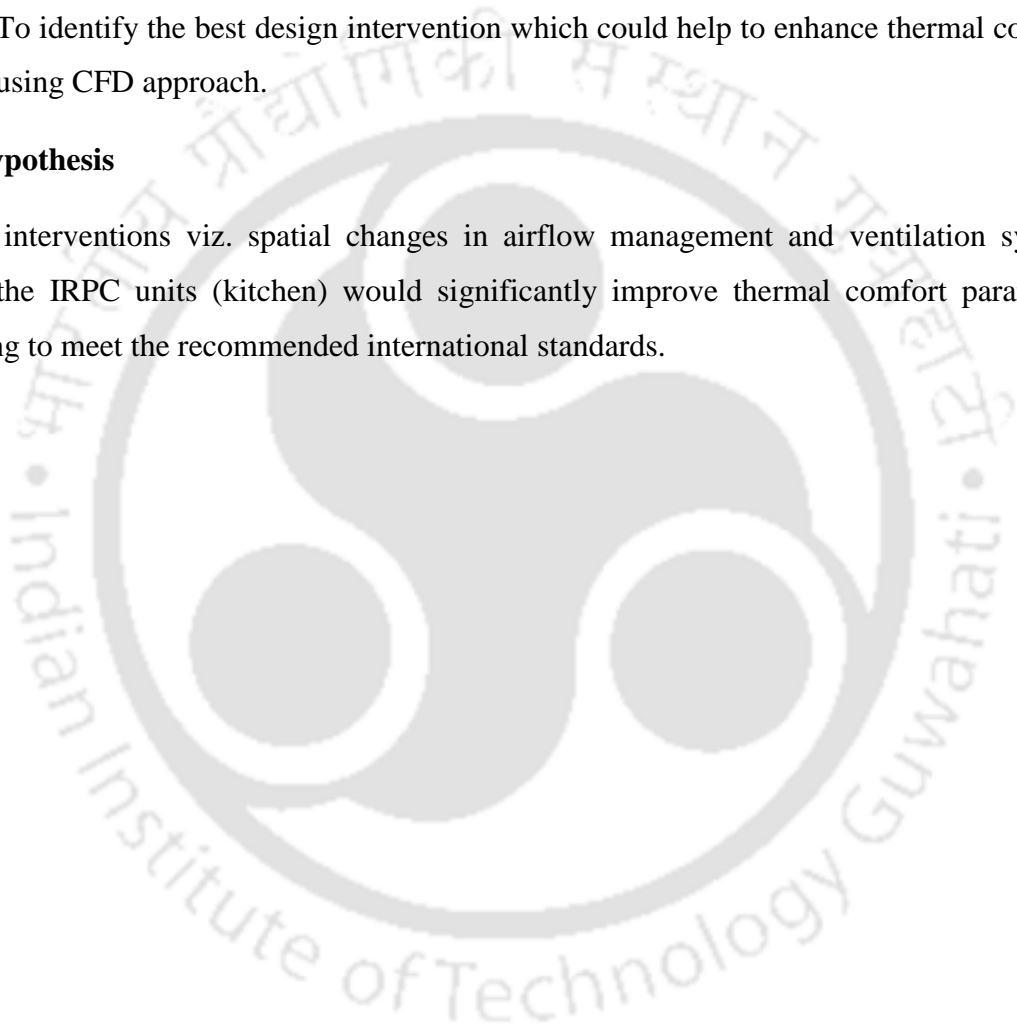 To identify the best design intervention which could help to enhance thermal co
using CFD approach.
ypothesis
interventions viz. spatial changes in airflow management and ventilation sy
the IRPC units (kitchen) would significantly improve thermal comfort para
ng to meet the recommended international standards.
भारतीय प्रौद्योगिकी संस्थान गुवाहाटी
Indian Institute of Technology Guwahati